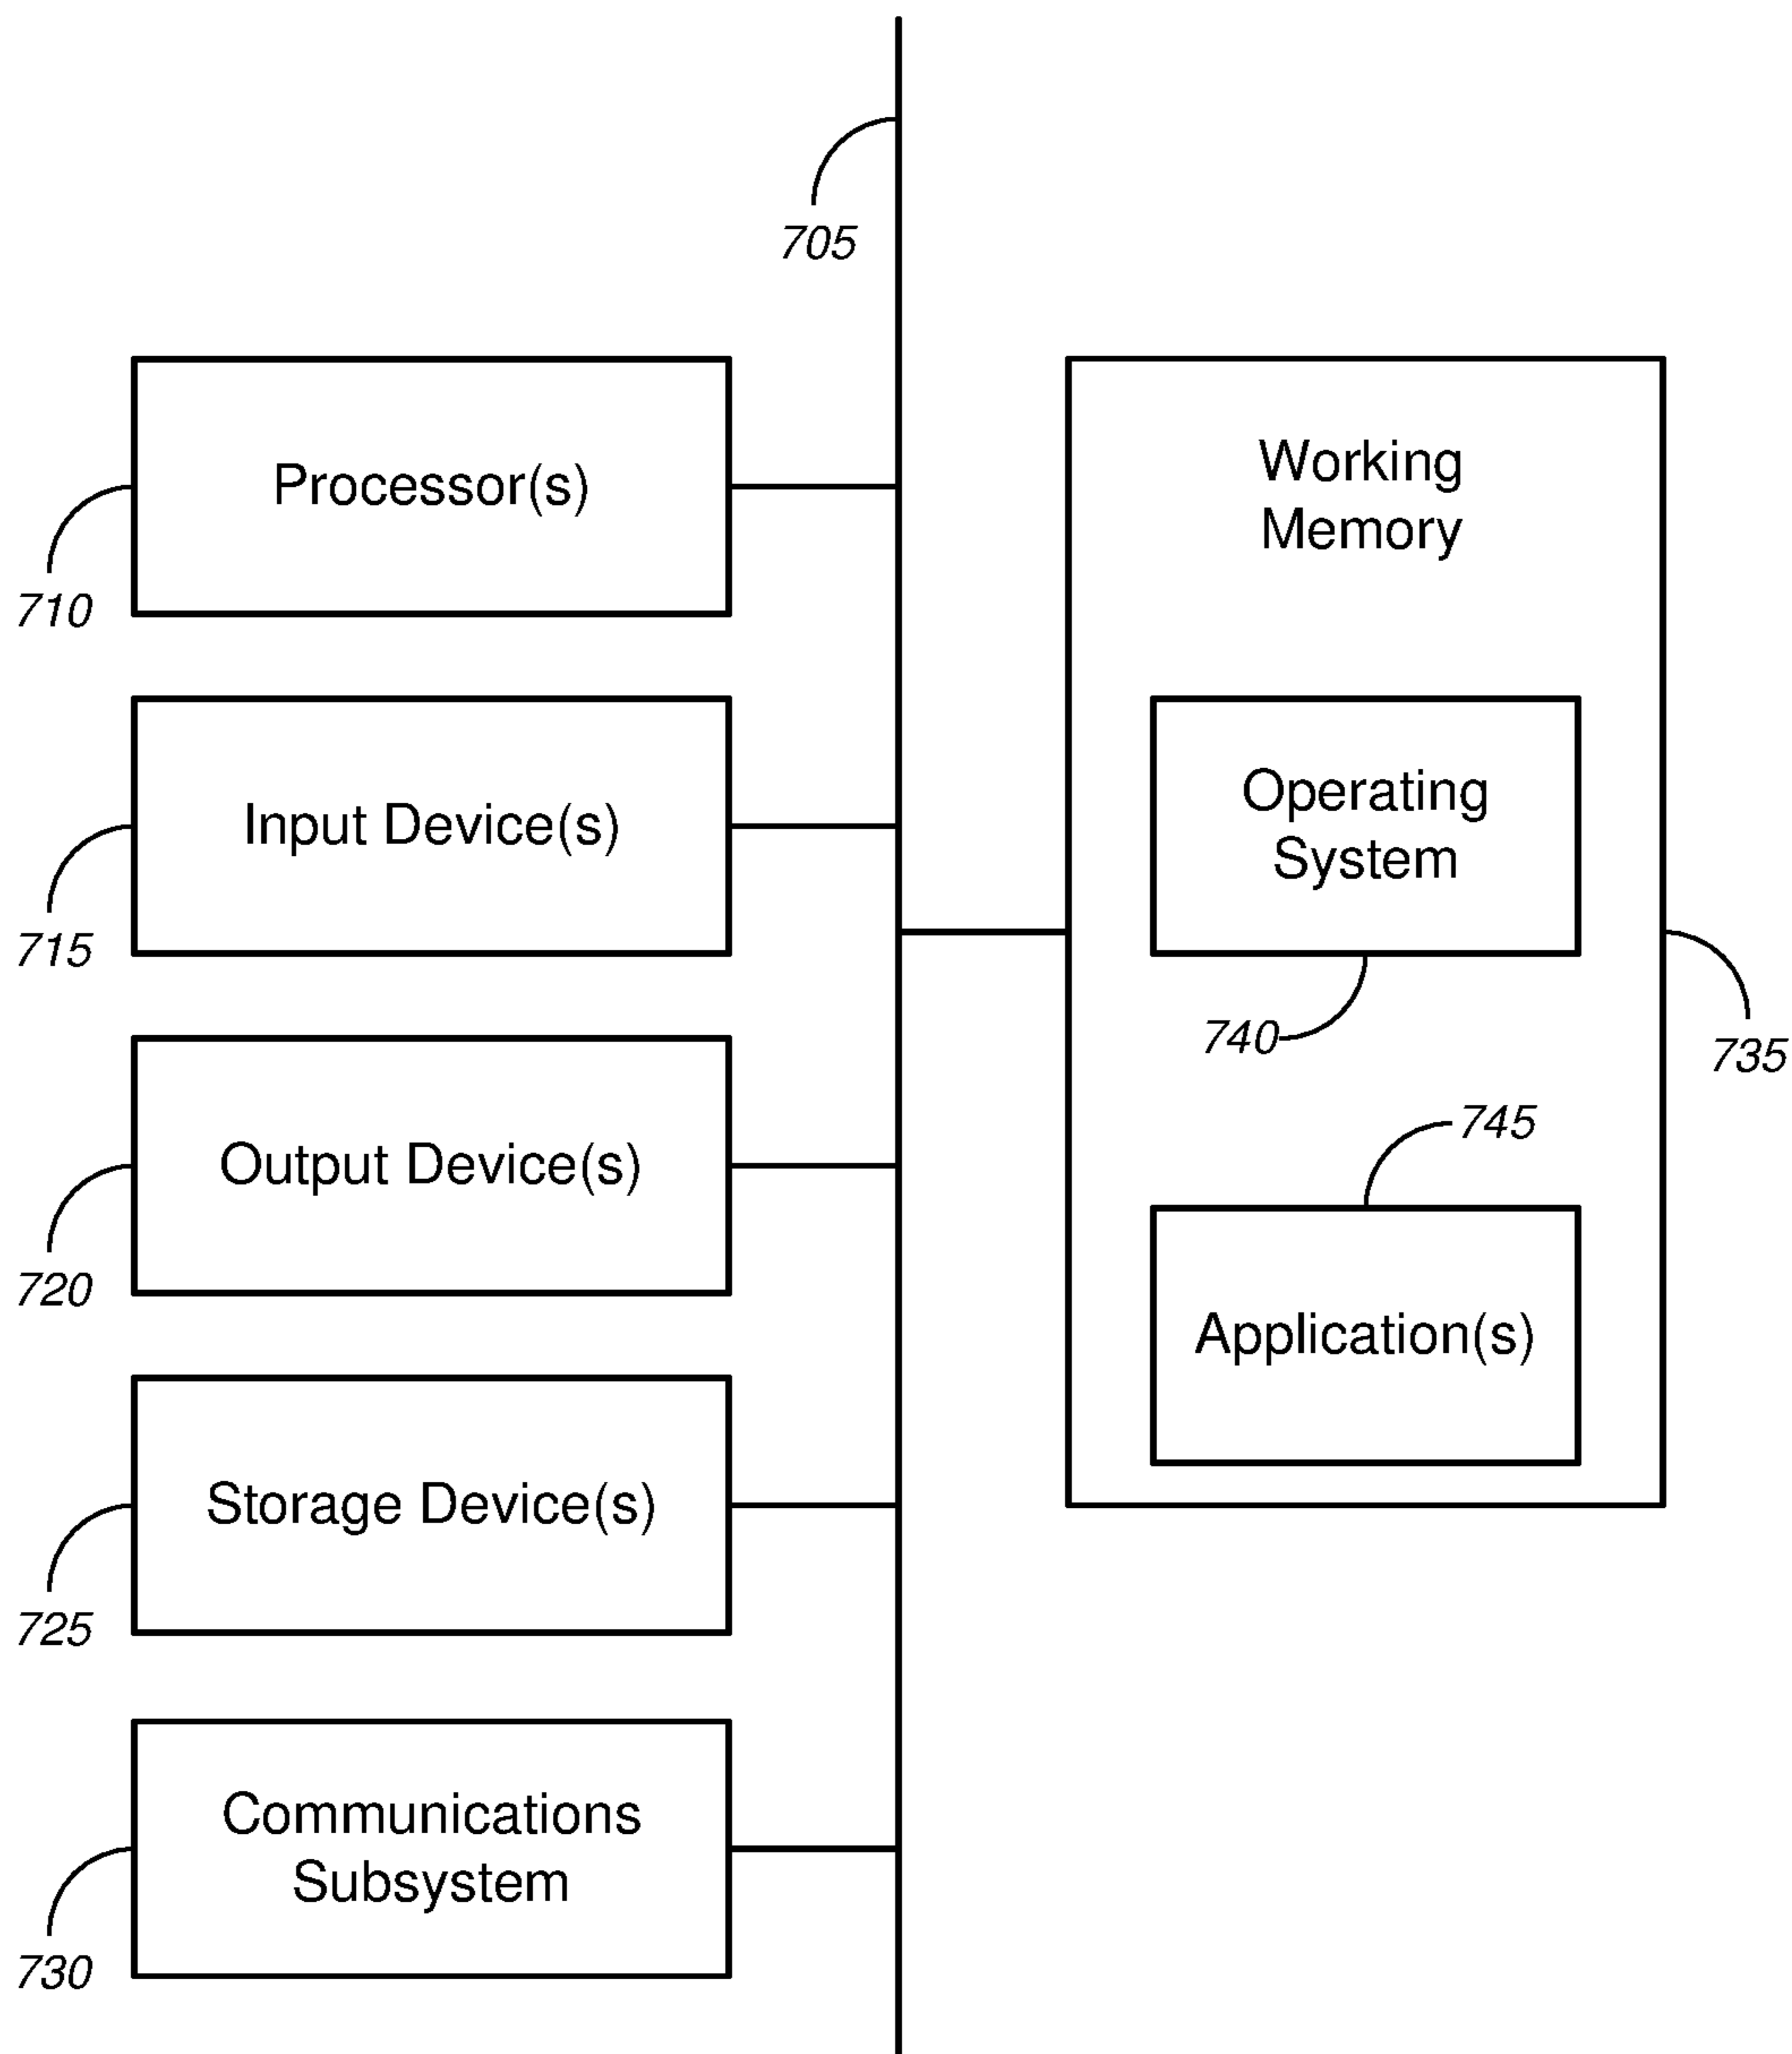 705
Processor(s)
710
Input Device(s)
715
Output Device(s)
720
Storage Device(s)
725
Communications
Subsystem
730
Working
Memory
Operating
System
740
735
745
Application(s)